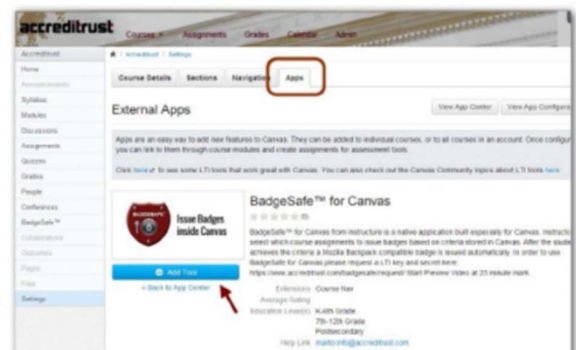 accreditrust
Courses Assignments Grades Calendar Admin
Accreditrust
Accreditrust Settings
Home
Announcements
Syllabus
Modules
Discussions
Assignments
Quizzes
Grades
People
Conferences
BadgeSafe™
Collaborations
Outcomes
Pages
Files
Settings
Course Details Sections Navigation Apps
External Apps
View App Center View App Configura
Apps are an easy way to add new features to Canvas. They can be added to individual courses, or to all courses in an account. Once configur
you can link to them through course modules and create assignments for assessment tools.
Click here to see some LTI tools that work great with Canvas. You can also check out the Canvas Community topics about LTI tools here
BADGESAFE
Issue Badges
inside Canvas
Add Tool
« Back to App Center
BadgeSafe™ for Canvas
BadgeSafe™ for Canvas from Instructure is a native application built especially for Canvas. Instructo
select which course assignments to issue badges based on criteria stored in Canvas. After the stude
achieves the criteria a Mozilla Backpack compatible badge is issued automatically. In order to use
BadgeSafe for Canvas please request a LTI key and secret here:
https://www.accreditrust.com/badgesafe-request/ Start Preview Video at 23 minute mark
Extensions Course Nav
Average Rating
Education Level(s) K-6th Grade
7th-12th Grade
Postsecondary
Help Link mailto:info@accreditrust.com